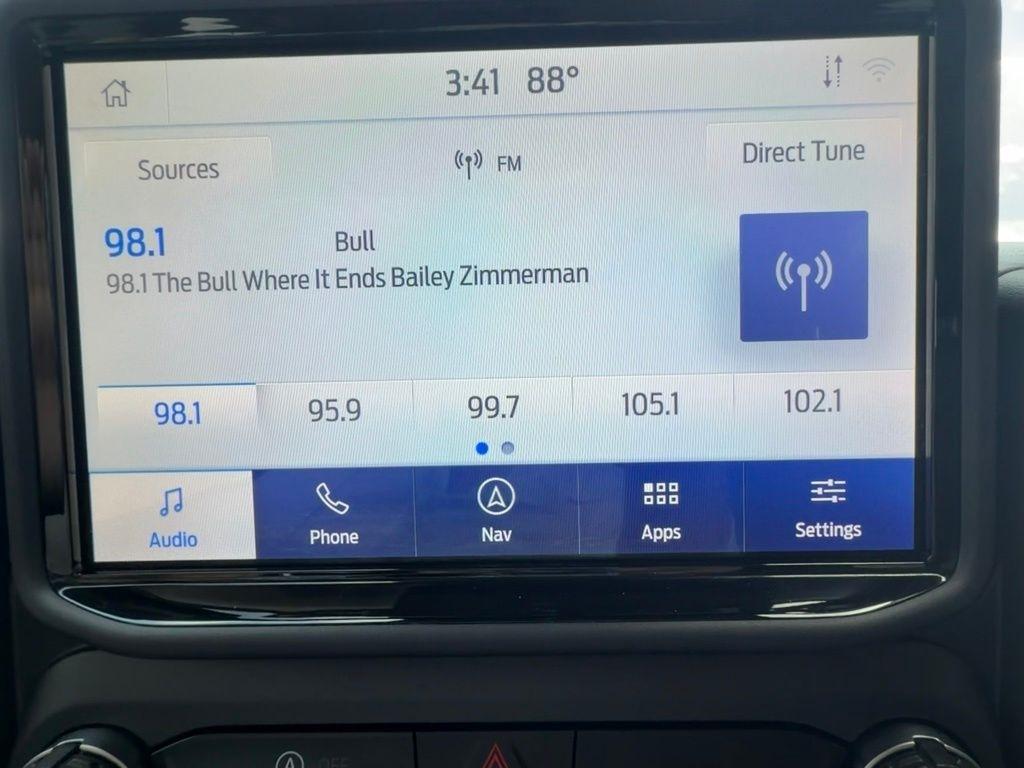 3:41 88°
Sources
FM
Direct Tune
98.1 Bull
98.1 The Bull Where It Ends Bailey Zimmerman
98.1 95.9 99.7 105.1 102.1
Audio Phone Nav Apps Settings
OFF